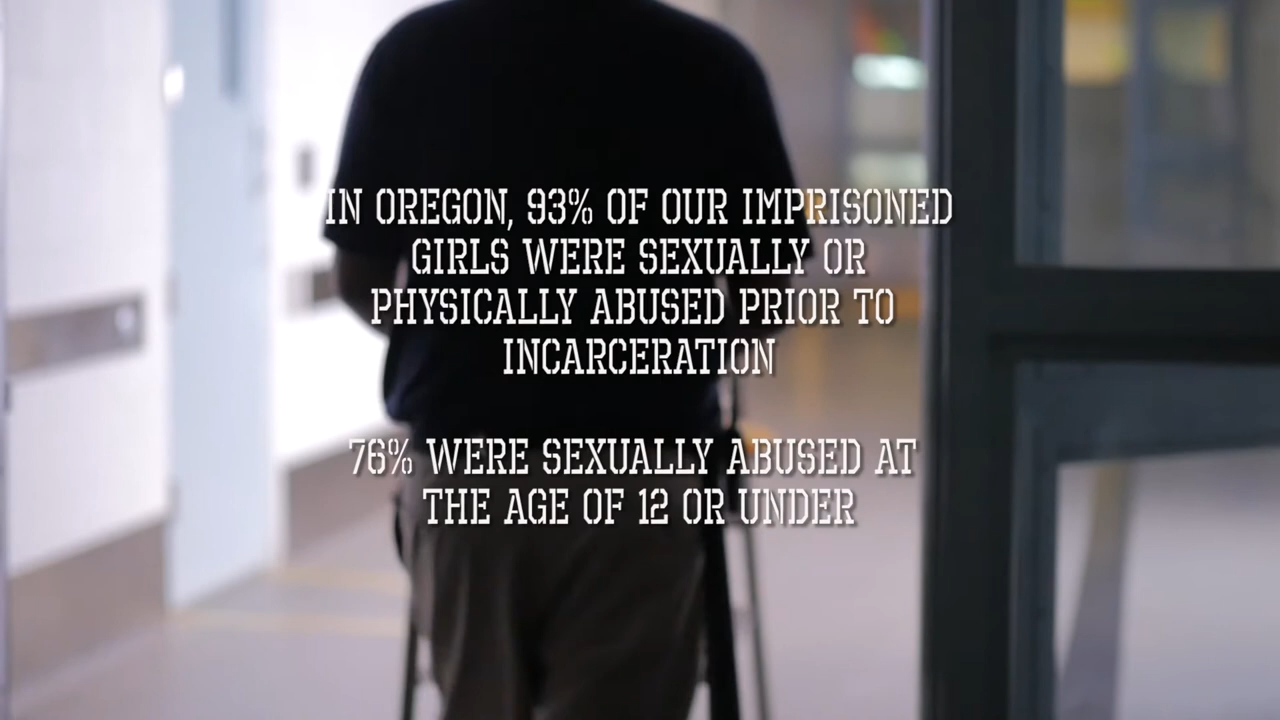 IN OREGON, 93% OF OUR IMPRISONED
GIRLS WERE SEXUALLY OR
PHYSICALLY ABUSED PRIOR TO
INCARCERATION
76% WERE SEXUALLY ABUSED AT
THE AGE OF 12 OR UNDER